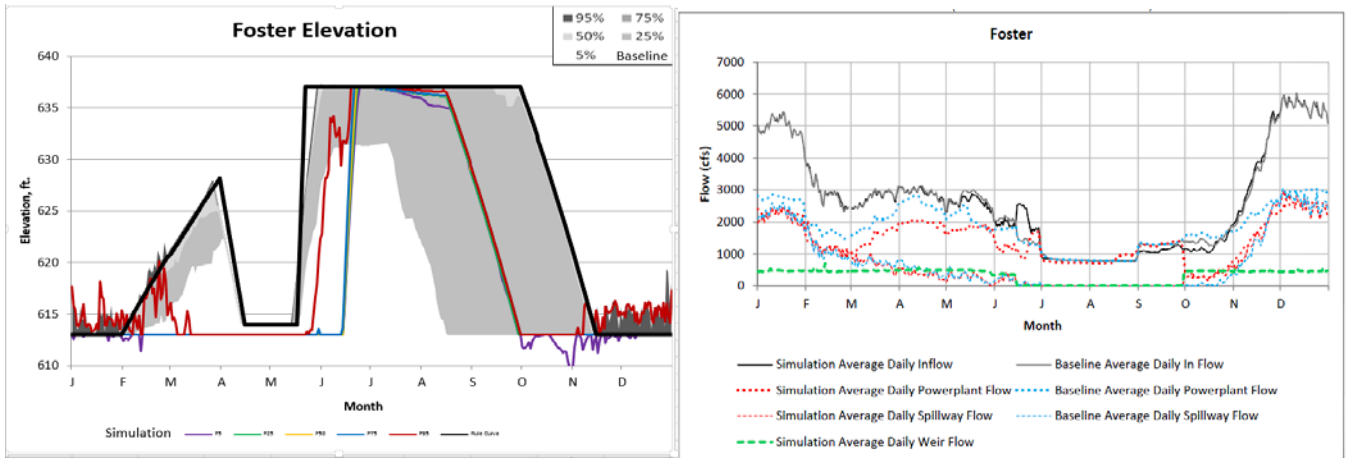 Foster Elevation
95% 75%
50% 25%
5% Baseline
640
635
630
625
620
615
610
Elevation, ft.
J F M A M J J A S O N D
Month
Simulation P5 P25 P50 P75 P95 Rule Curve
Foster
7000
6000
5000
4000
3000
2000
1000
0
Flow (cfs)
J F M A M J J A S O N D
Month
Simulation Average Daily Inflow
Baseline Average Daily In Flow
Simulation Average Daily Powerplant Flow
Baseline Average Daily Powerplant Flow
Simulation Average Daily Spillway Flow
Baseline Average Daily Spillway Flow
Simulation Average Daily Weir Flow